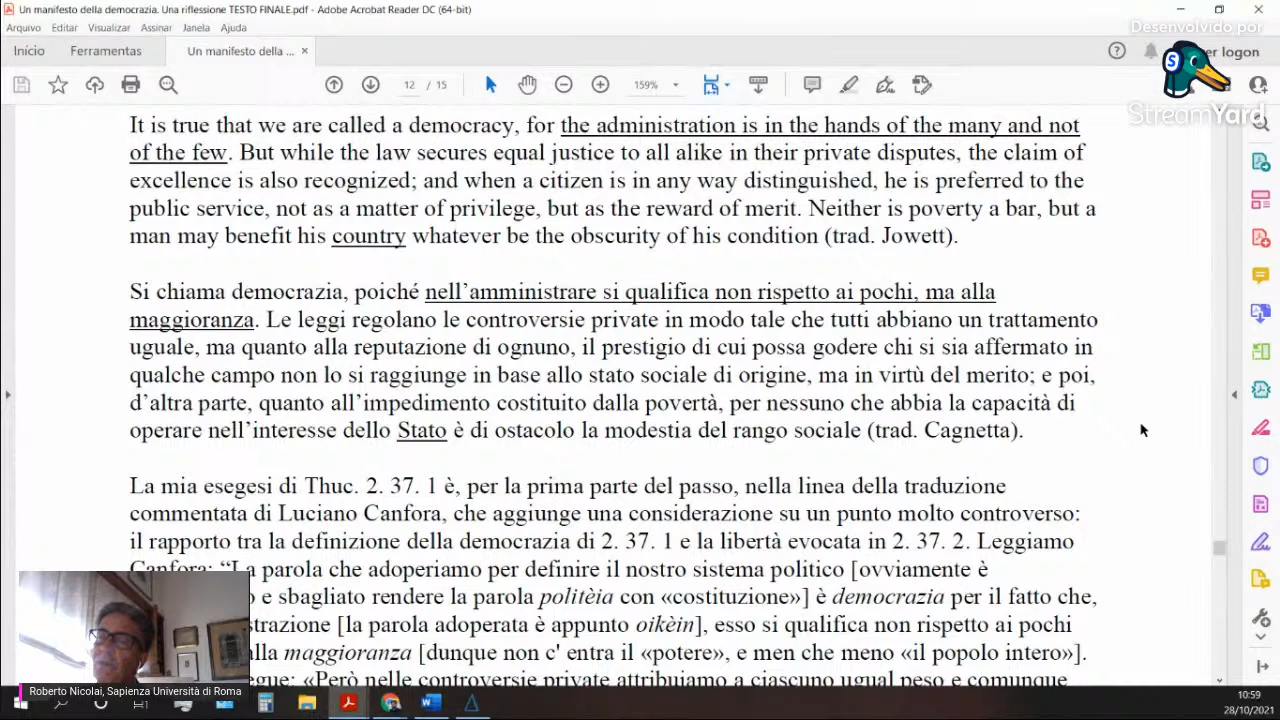 Un manifesto della democrazia. Una riflessione TESTO FINALE.pdf - Adobe Acrobat Reader DC (64-bit)
Arquivo Editar Visualizar Assinar Janela Ajuda
Desenvolvido por
Início Ferramentas Un manifesto della ... × logon
12 / 15 159%
StreamYard
It is true that we are called a democracy, for the administration is in the hands of the many and not
of the few. But while the law secures equal justice to all alike in their private disputes, the claim of
excellence is also recognized; and when a citizen is in any way distinguished, he is preferred to the
public service, not as a matter of privilege, but as the reward of merit. Neither is poverty a bar, but a
man may benefit his country whatever be the obscurity of his condition (trad. Jowett).
Si chiama democrazia, poiché nell’amministrare si qualifica non rispetto ai pochi, ma alla
maggioranza. Le leggi regolano le controversie private in modo tale che tutti abbiano un trattamento
uguale, ma quanto alla reputazione di ognuno, il prestigio di cui possa godere chi si sia affermato in
qualche campo non lo si raggiunge in base allo stato sociale di origine, ma in virtù del merito; e poi,
d’altra parte, quanto all’impedimento costituito dalla povertà, per nessuno che abbia la capacità di
operare nell’interesse dello Stato è di ostacolo la modestia del rango sociale (trad. Cagnetta).
La mia esegesi di Thuc. 2. 37. 1 è, per la prima parte del passo, nella linea della traduzione
commentata di Luciano Canfora, che aggiunge una considerazione su un punto molto controverso:
il rapporto tra la definizione della democrazia di 2. 37. 1 e la libertà evocata in 2. 37. 2. Leggiamo
Canfora: “La parola che adoperiamo per definire il nostro sistema politico [ovviamente è
e sbagliato rendere la parola politèia con «costituzione»] è democrazia per il fatto che,
[la parola adoperata è appunto oikèin], esso si qualifica non rispetto ai pochi
maggioranza [dunque non c' entra il «potere», e men che meno «il popolo intero»].
«Però nelle controversie private attribuiamo a ciascuno ugual peso e comunque
Roberto Nicolai, Sapienza Università di Roma
10:59
28/10/2021